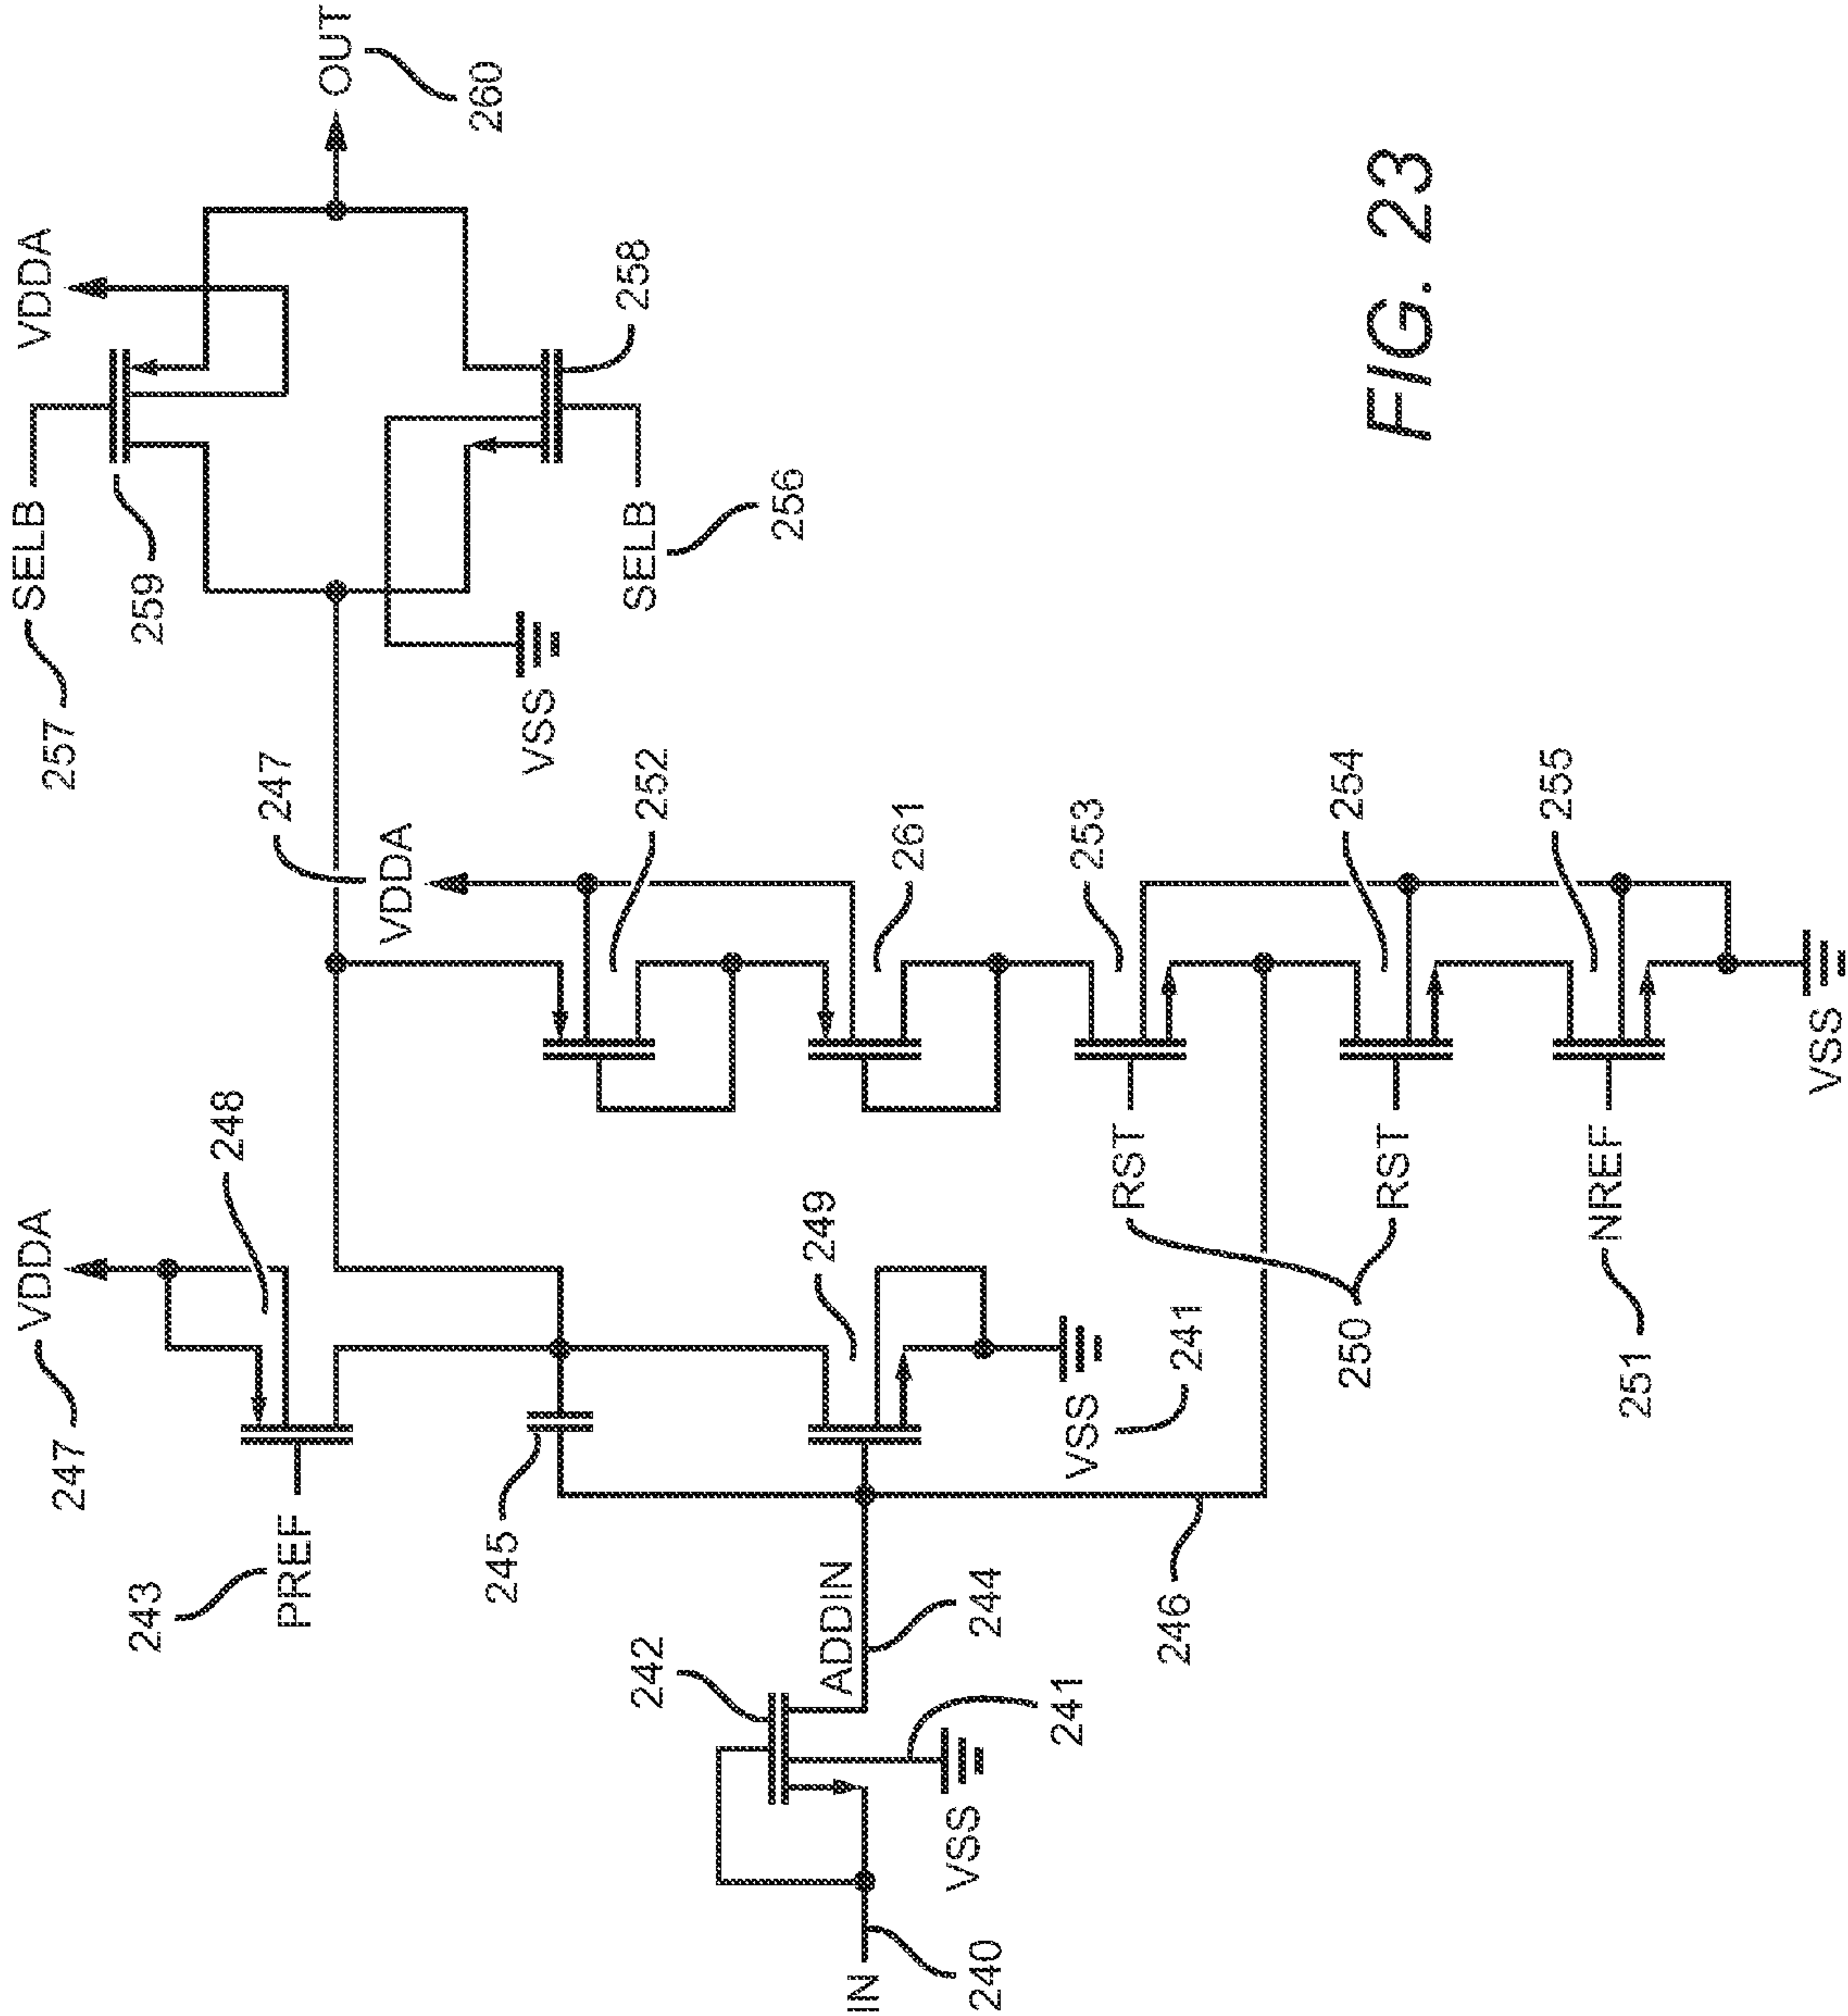 SELB
257
259
VDDA
OUT
260
258
SELB
256
VSS
247
VDDA
252
261
253
254
255
VSS
RST
RST
250
NREF
251
VDDA
247
248
PREF
243
245
249
VSS
241
246
ADDIN
244
242
241
VSS
IN
240
FIG. 23